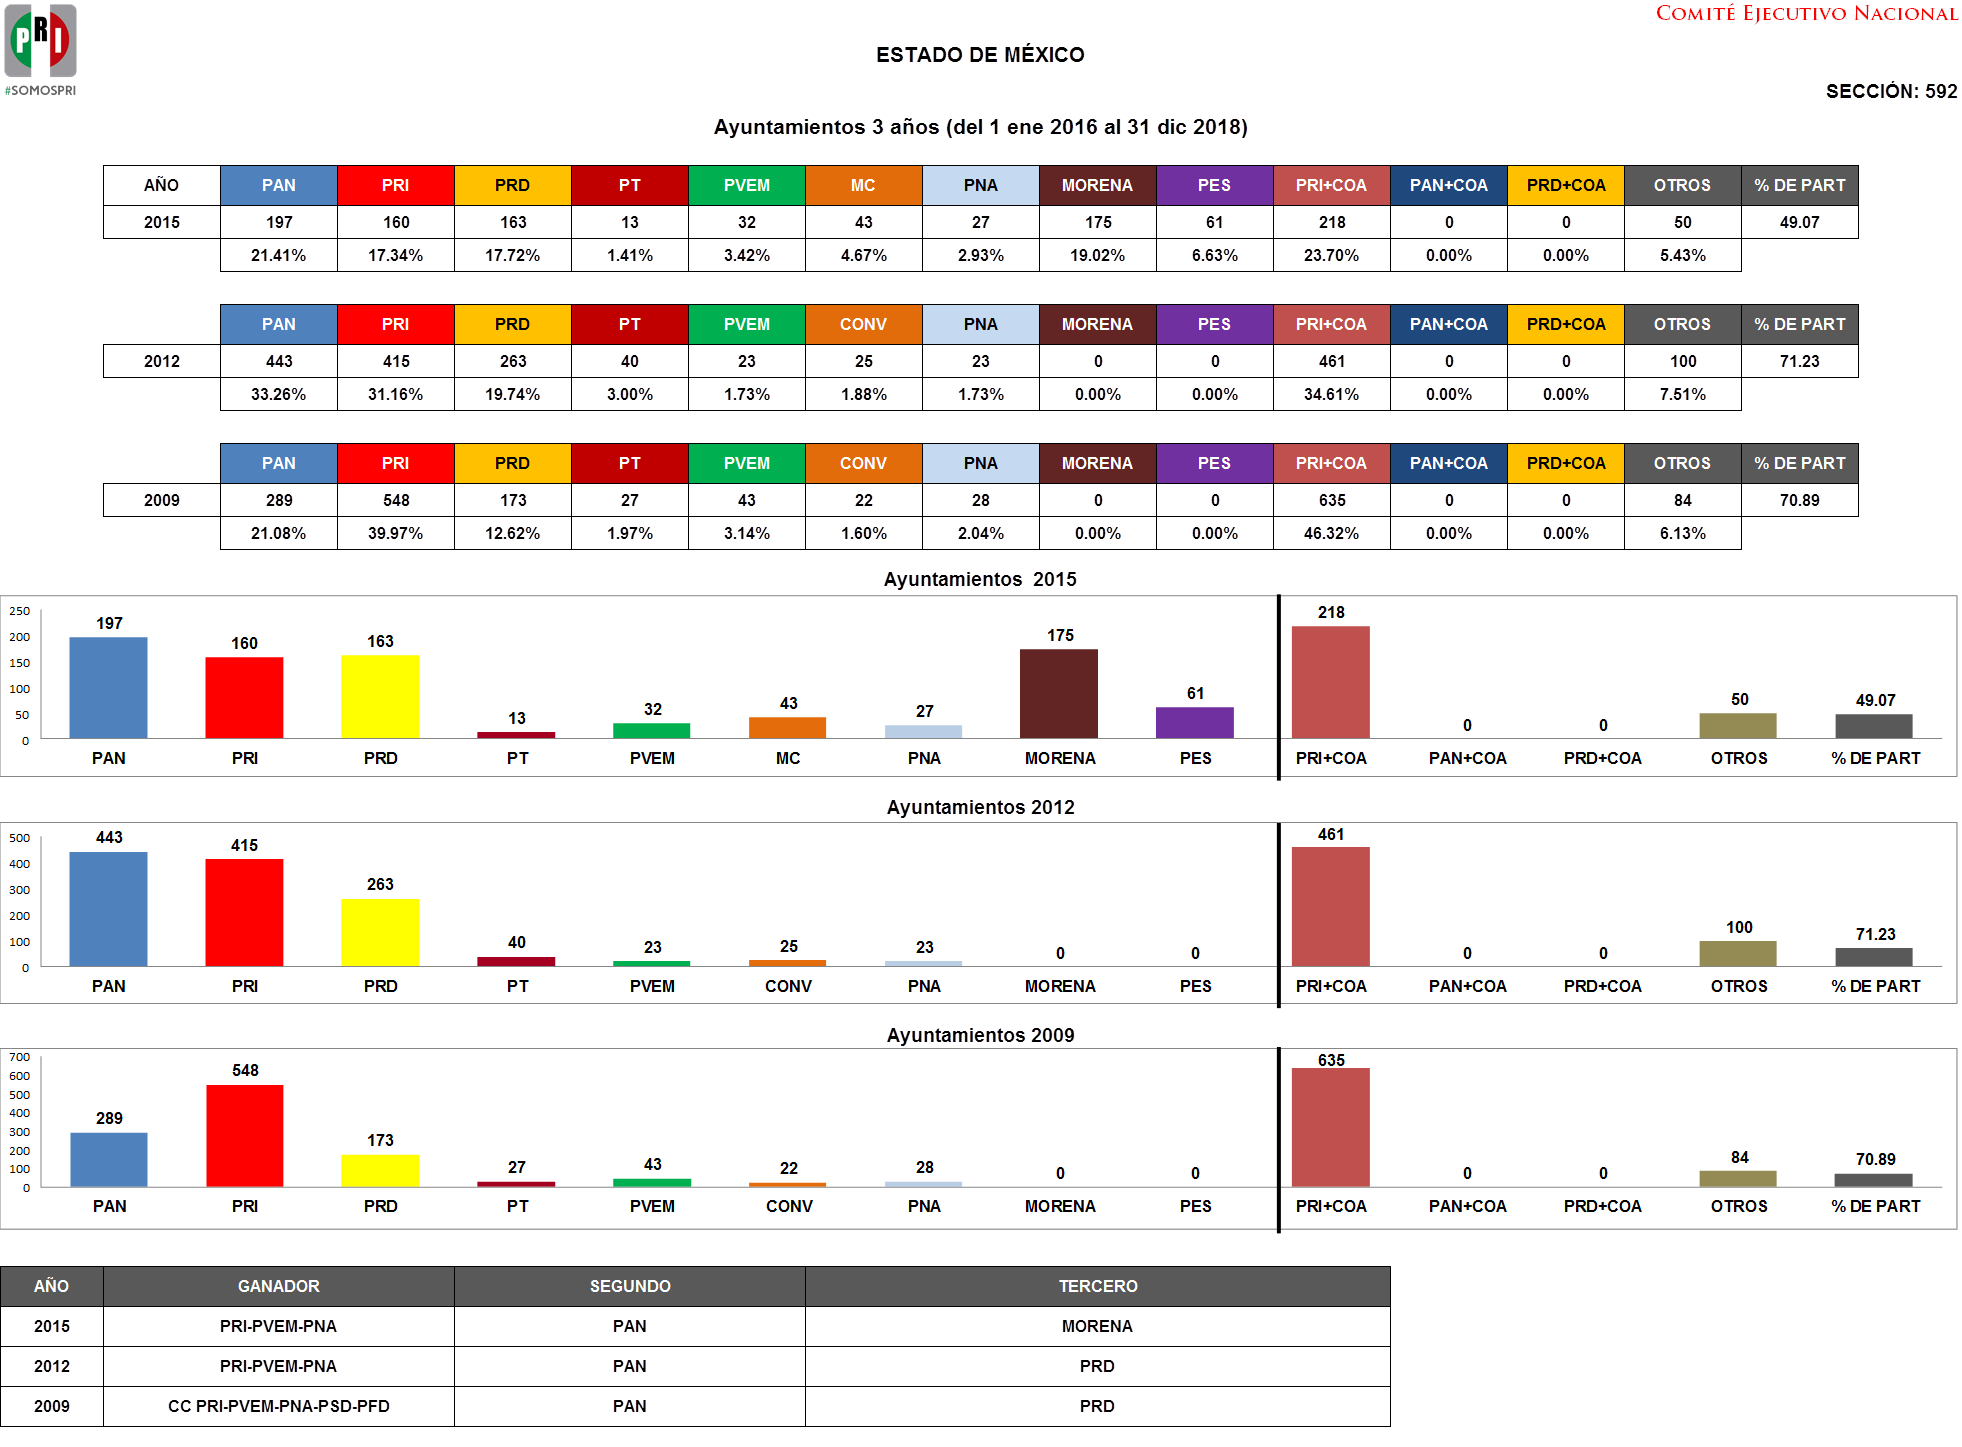 COMITÉ EJECUTIVO NACIONAL
PRI
#SOMOSPRI
ESTADO DE MÉXICO
SECCIÓN: 592
Ayuntamientos 3 años (del 1 ene 2016 al 31 dic 2018)
AÑO PAN PRI PRD PT PVEM MC PNA MORENA PES PRI+COA PAN+COA PRD+COA OTROS % DE PART
2015 197 160 163 13 32 43 27 175 61 218 0 0 50 49.07
21.41% 17.34% 17.72% 1.41% 3.42% 4.67% 2.93% 19.02% 6.63% 23.70% 0.00% 0.00% 5.43%
PAN PRI PRD PT PVEM CONV PNA MORENA PES PRI+COA PAN+COA PRD+COA OTROS % DE PART
2012 443 415 263 40 23 25 23 0 0 461 0 0 100 71.23
33.26% 31.16% 19.74% 3.00% 1.73% 1.88% 1.73% 0.00% 0.00% 34.61% 0.00% 0.00% 7.51%
PAN PRI PRD PT PVEM CONV PNA MORENA PES PRI+COA PAN+COA PRD+COA OTROS % DE PART
2009 289 548 173 27 43 22 28 0 0 635 0 0 84 70.89
21.08% 39.97% 12.62% 1.97% 3.14% 1.60% 2.04% 0.00% 0.00% 46.32% 0.00% 0.00% 6.13%
Ayuntamientos 2015
250
200
150
100
50
0
197 160 163 13 32 43 27 175 61 218 0 0 50 49.07
PAN PRI PRD PT PVEM MC PNA MORENA PES PRI+COA PAN+COA PRD+COA OTROS % DE PART
Ayuntamientos 2012
500
400
300
200
100
0
443 415 263 40 23 25 23 0 0 461 0 0 100 71.23
PAN PRI PRD PT PVEM CONV PNA MORENA PES PRI+COA PAN+COA PRD+COA OTROS % DE PART
Ayuntamientos 2009
700
600
500
400
300
200
100
0
289 548 173 27 43 22 28 0 0 635 0 0 84 70.89
PAN PRI PRD PT PVEM CONV PNA MORENA PES PRI+COA PAN+COA PRD+COA OTROS % DE PART
AÑO GANADOR SEGUNDO TERCERO
2015 PRI-PVEM-PNA PAN MORENA
2012 PRI-PVEM-PNA PAN PRD
2009 CC PRI-PVEM-PNA-PSD-PFD PAN PRD